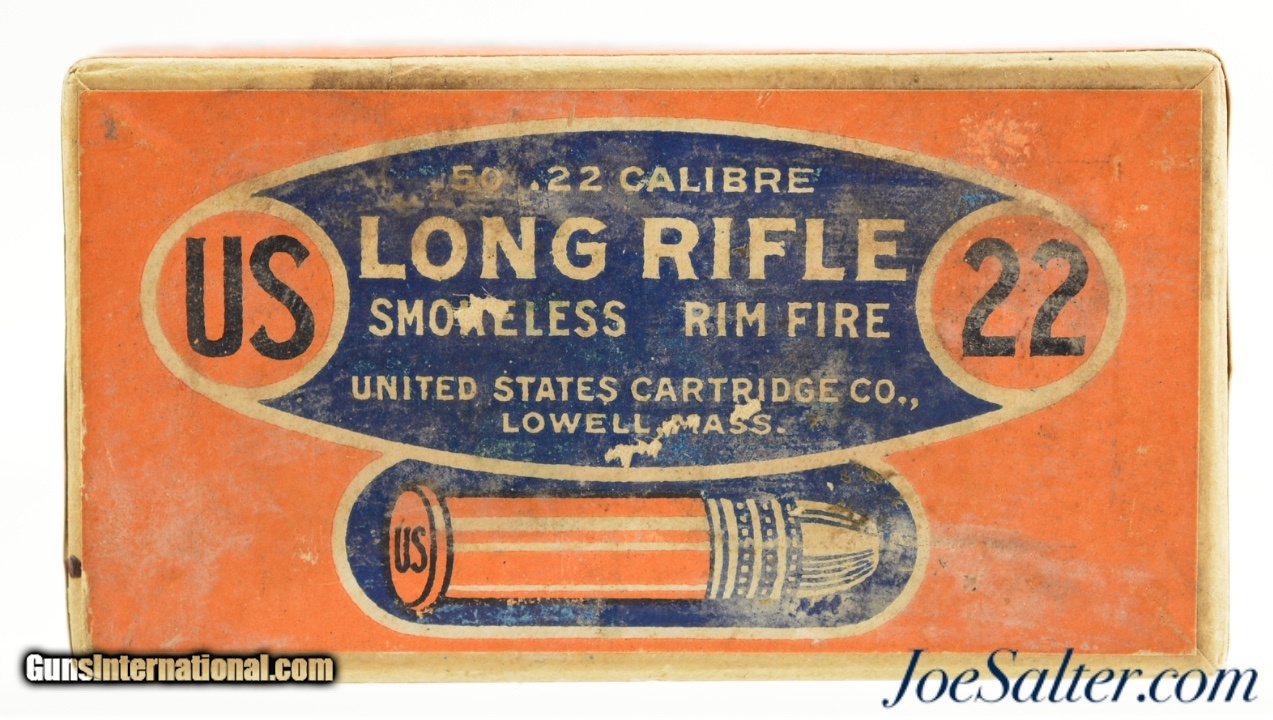 50 .22 CALIBRE
LONG RIFLE
US
22
SMOKELESS RIM FIRE
UNITED STATES CARTRIDGE CO.,
LOWELL, MASS.
US
GunsInternational.com
JoeSalter.com